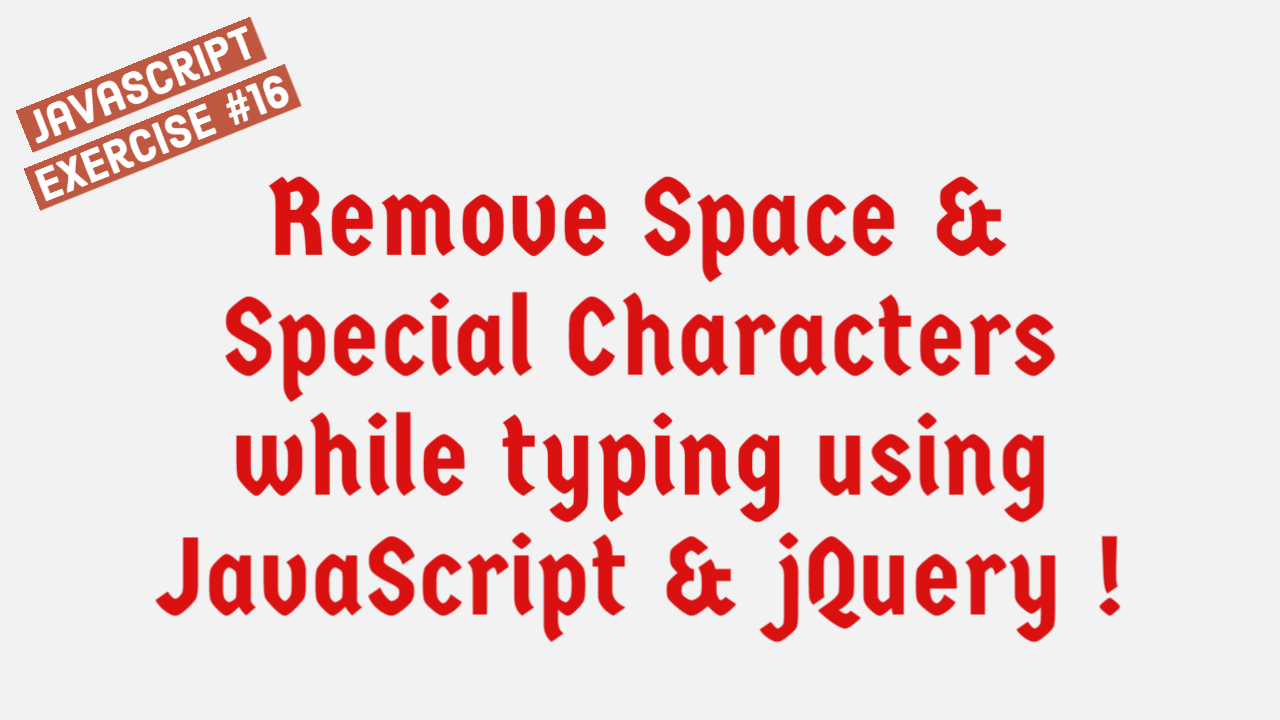 JAVASCRIPT
EXERCISE #16
Remove Space &
Special Characters
while typing using
JavaScript & jQuery !